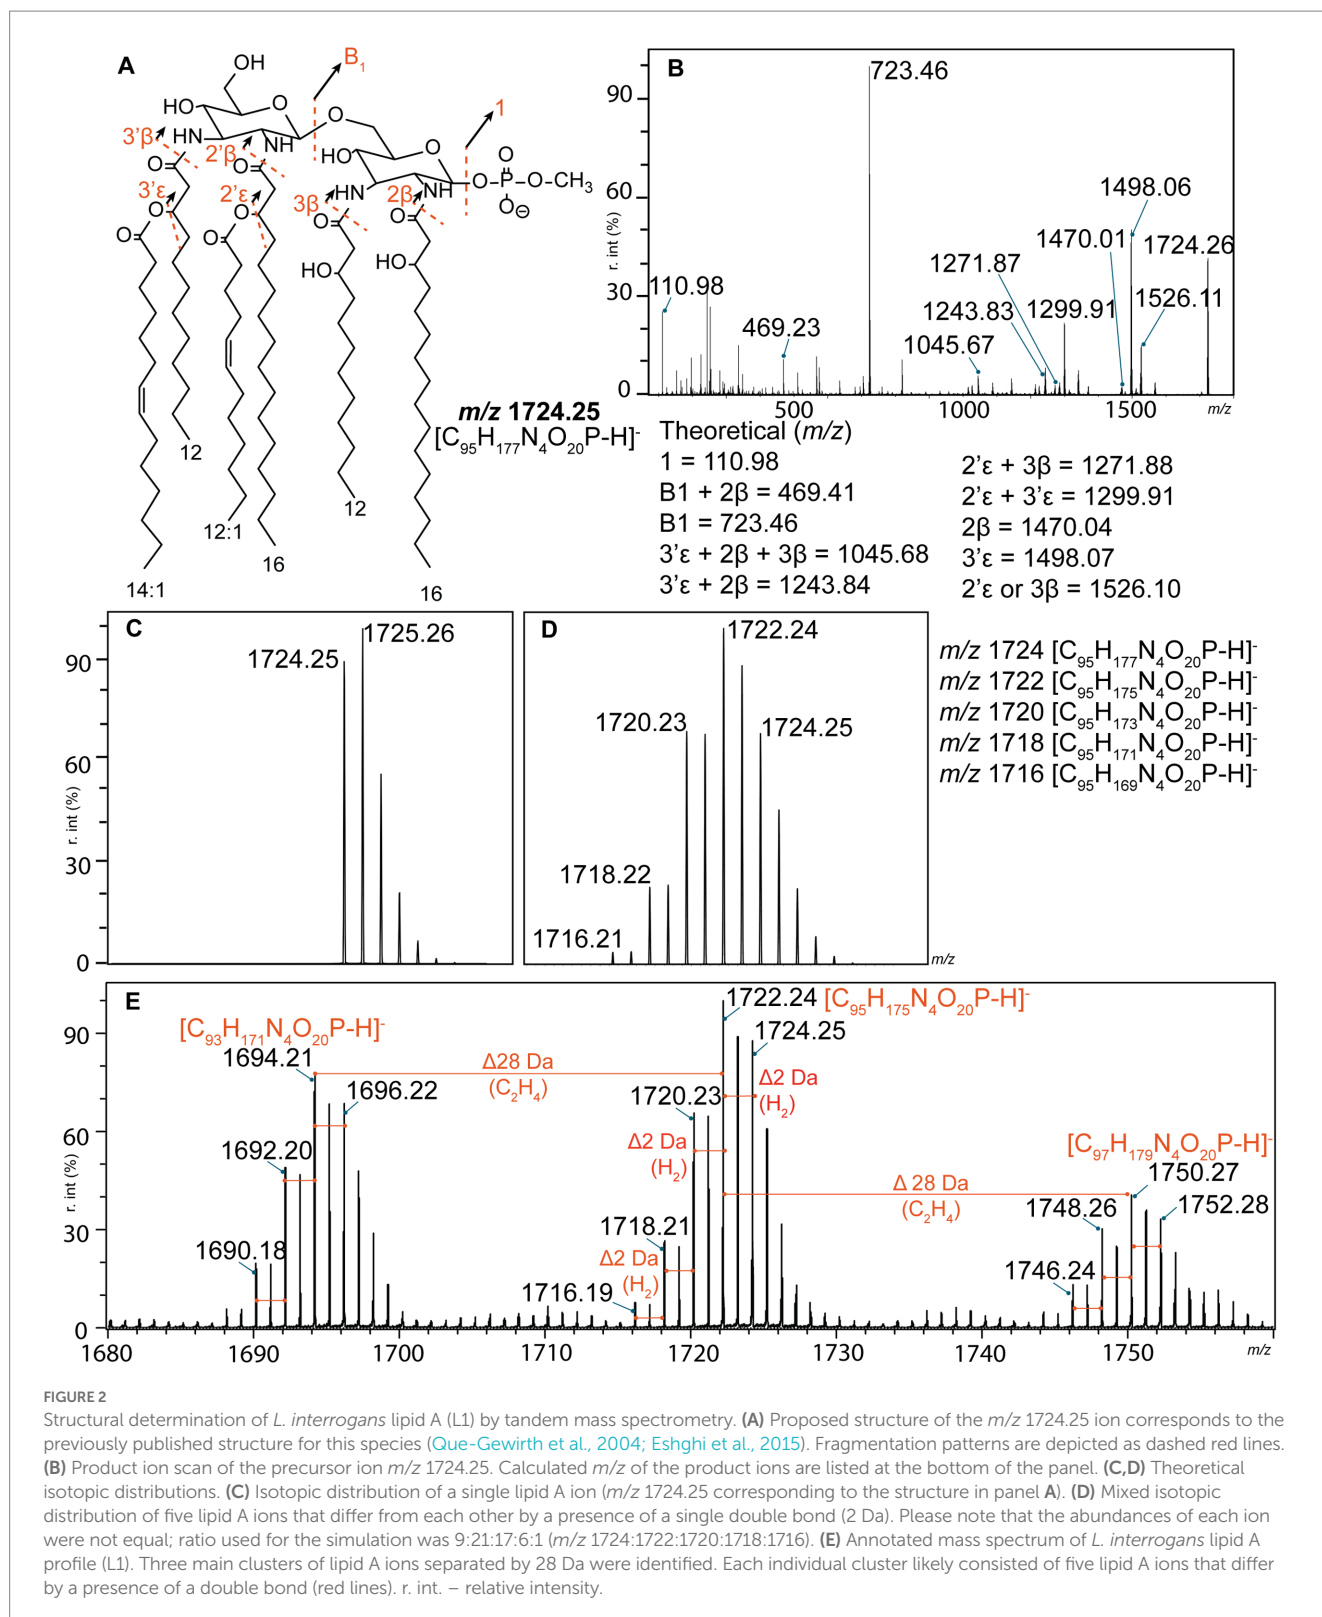 A
OH
HO
O
B₁
O
1
3'β
HN
2'β
NH
HO
O
O
O–P–O–CH₃
O⊖
O
O
3'ε
O
2'ε
O
3β
HN
2β
NH
O
O
O
O
HO
HO
12
12:1
16
14:1
12
16
m/z 1724.25
[C₉₅H₁₇₇N₄O₂₀P-H]⁻
B
r. int (%)
90
60
30
0
723.46
1498.06
1470.01
1724.26
1271.87
110.98
1243.83
1299.91
1526.11
469.23
1045.67
500
1000
1500
m/z
Theoretical (m/z)
1 = 110.98
B1 + 2β = 469.41
B1 = 723.46
3'ε + 2β + 3β = 1045.68
3'ε + 2β = 1243.84
2'ε + 3β = 1271.88
2'ε + 3'ε = 1299.91
2β = 1470.04
3'ε = 1498.07
2'ε or 3β = 1526.10
C
r. int (%)
90
60
30
0
1725.26
1724.25
D
1722.24
1720.23
1724.25
1718.22
1716.21
m/z
m/z 1724 [C₉₅H₁₇₇N₄O₂₀P-H]⁻
m/z 1722 [C₉₅H₁₇₅N₄O₂₀P-H]⁻
m/z 1720 [C₉₅H₁₇₃N₄O₂₀P-H]⁻
m/z 1718 [C₉₅H₁₇₁N₄O₂₀P-H]⁻
m/z 1716 [C₉₅H₁₆₉N₄O₂₀P-H]⁻
E
r. int (%)
90
60
30
0
[C₉₃H₁₇₁N₄O₂₀P-H]⁻
1694.21
1696.22
1692.20
1690.18
Δ28 Da
(C₂H₄)
1722.24
[C₉₅H₁₇₅N₄O₂₀P-H]⁻
1724.25
Δ2 Da
(H₂)
1720.23
Δ2 Da
(H₂)
1718.21
Δ2 Da
(H₂)
1716.19
Δ 28 Da
(C₂H₄)
[C₉₇H₁₇₉N₄O₂₀P-H]⁻
1750.27
1748.26
1752.28
1746.24
1680
1690
1700
1710
1720
1730
1740
1750
m/z
FIGURE 2
Structural determination of L. interrogans lipid A (L1) by tandem mass spectrometry. (A) Proposed structure of the m/z 1724.25 ion corresponds to the
previously published structure for this species (Que-Gewirth et al., 2004; Eshghi et al., 2015). Fragmentation patterns are depicted as dashed red lines.
(B) Product ion scan of the precursor ion m/z 1724.25. Calculated m/z of the product ions are listed at the bottom of the panel. (C,D) Theoretical
isotopic distributions. (C) Isotopic distribution of a single lipid A ion (m/z 1724.25 corresponding to the structure in panel A). (D) Mixed isotopic
distribution of five lipid A ions that differ from each other by a presence of a single double bond (2 Da). Please note that the abundances of each ion
were not equal; ratio used for the simulation was 9:21:17:6:1 (m/z 1724:1722:1720:1718:1716). (E) Annotated mass spectrum of L. interrogans lipid A
profile (L1). Three main clusters of lipid A ions separated by 28 Da were identified. Each individual cluster likely consisted of five lipid A ions that differ
by a presence of a double bond (red lines). r. int. – relative intensity.